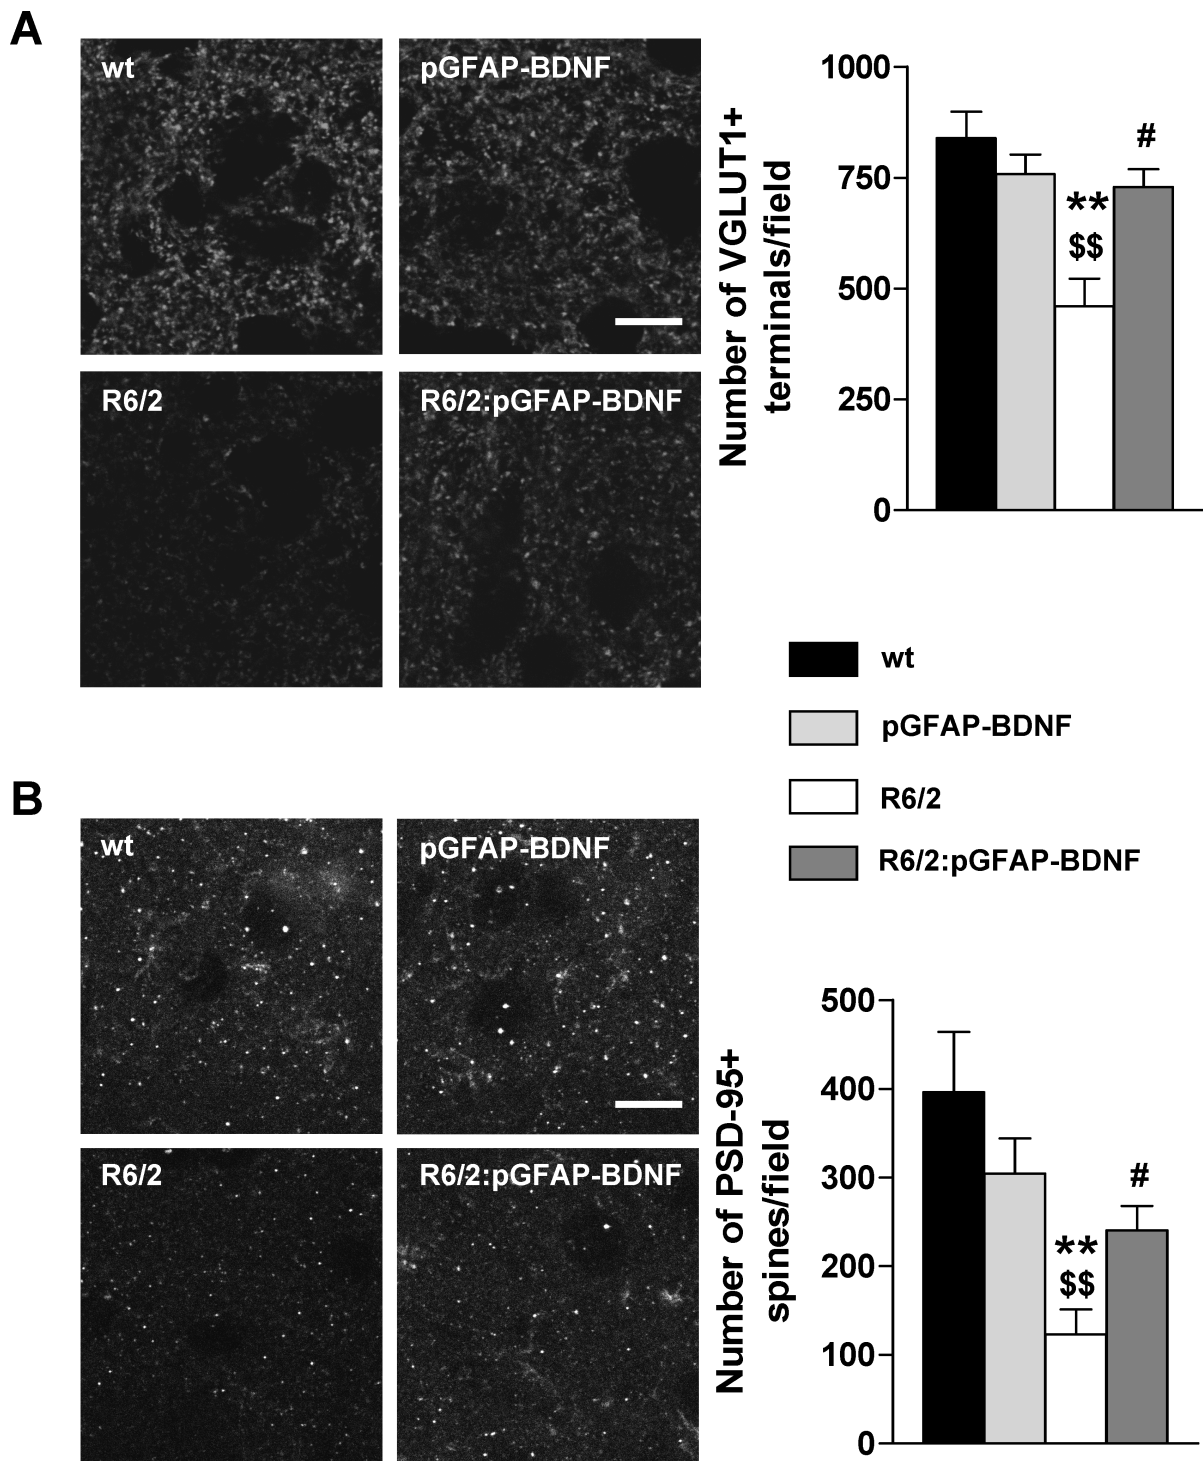 A
wt
pGFAP-BDNF
R6/2
R6/2:pGFAP-BDNF
Number of VGLUT1+
terminals/field
1000
750
500
250
0
**
$$
#
wt
pGFAP-BDNF
R6/2
R6/2:pGFAP-BDNF
B
wt
pGFAP-BDNF
R6/2
R6/2:pGFAP-BDNF
Number of PSD-95+
spines/field
500
400
300
200
100
0
**
$$
#